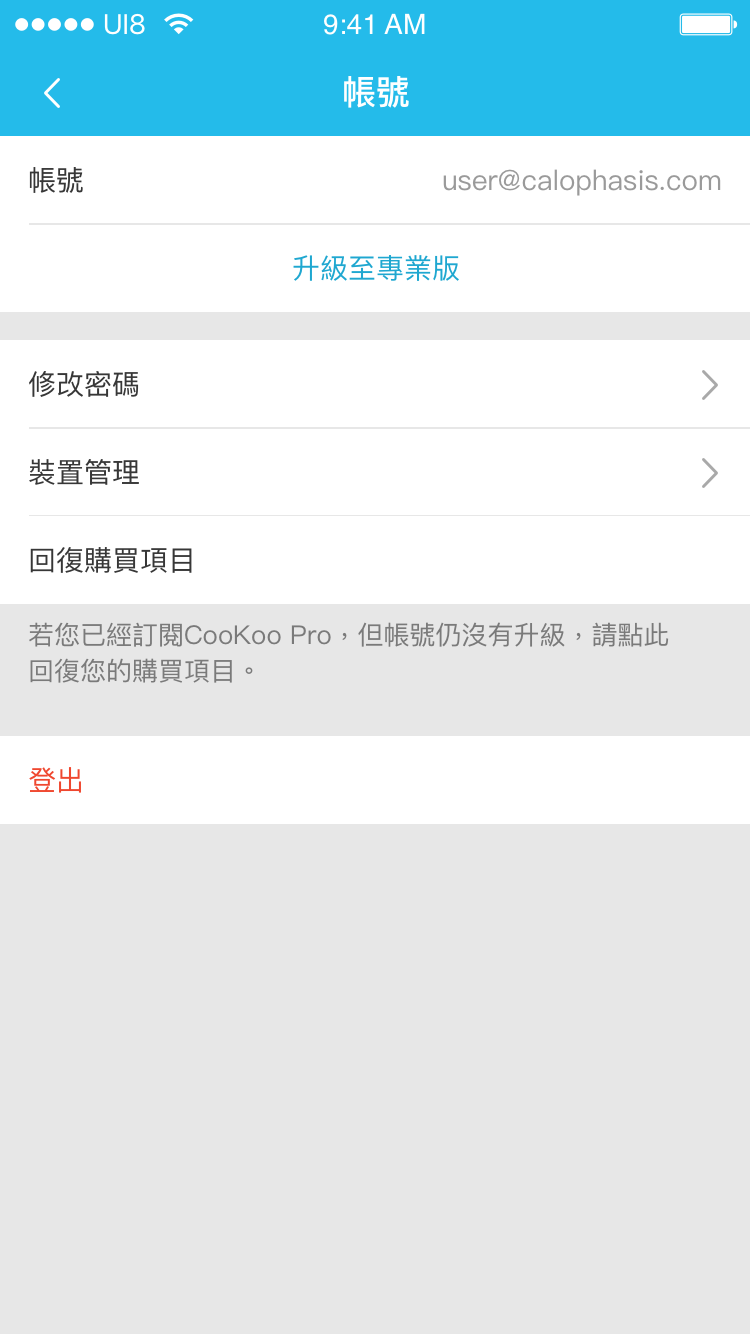 UI8 9:41 AM
帳號
帳號 user@calophasis.com
升級至專業版
修改密碼
裝置管理
回復購買項目
若您已經訂閱CooKoo Pro，但帳號仍沒有升級，請點此
回復您的購買項目。
登出